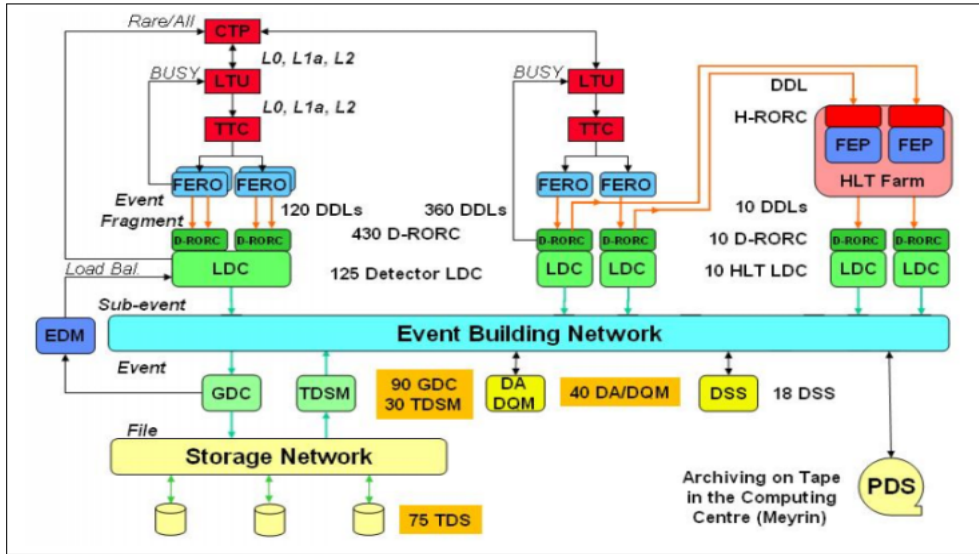 Rare/All
CTP
L0, L1a, L2
BUSY
LTU
L0, L1a, L2
TTC
FERO
FERO
Event
Fragment
120 DDLs
D-RORC
D-RORC
LDC
Load Bal.
430 D-RORC
125 Detector LDC
BUSY
LTU
TTC
FERO
FERO
360 DDLs
D-RORC
D-RORC
LDC
LDC
DDL
H-RORC
FEP
FEP
HLT Farm
10 DDLs
10 D-RORC
D-RORC
D-RORC
10 HLT LDC
LDC
LDC
Sub-event
EDM
Event Building Network
Event
GDC
TDSM
90 GDC
30 TDSM
DA
DQM
40 DA/DQM
DSS
18 DSS
File
Storage Network
75 TDS
Archiving on Tape
in the Computing
Centre (Meyrin)
PDS